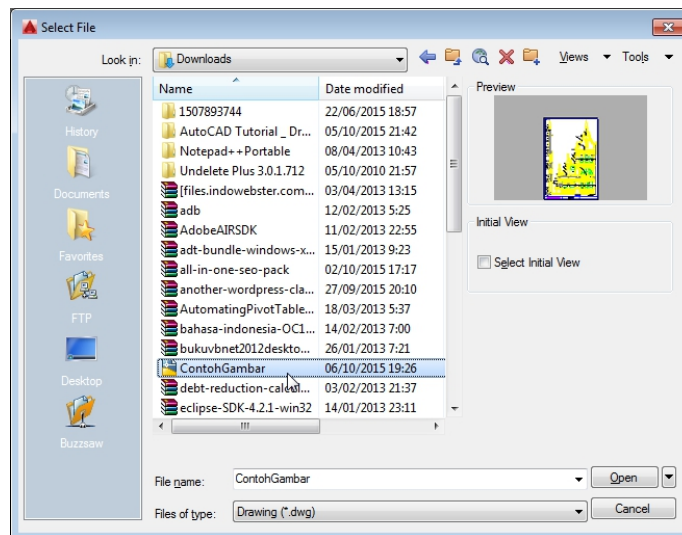 Select File
Look in: Downloads Views Tools
Name Date modified Preview
1507893744 22/06/2015 18:57
AutoCAD Tutorial _ Dr... 05/10/2015 21:42
Notepad++Portable 08/04/2013 10:43
Undelete Plus 3.0.1.712 05/10/2010 21:57
[files.indowebster.com... 03/04/2013 13:15
adb 12/02/2013 5:25
AdobeAIRSDK 11/02/2013 22:55
adt-bundle-windows-x... 15/01/2013 9:23
all-in-one-seo-pack 02/10/2015 17:17
another-wordpress-cla... 27/09/2015 20:10
AutomatingPivotTable... 18/03/2013 5:37
bahasa-indonesia-OC1... 14/02/2013 7:00
bukuvbnet2012deskto... 26/01/2013 7:21
ContohGambar 06/10/2015 19:26
debt-reduction-calcul... 03/02/2013 21:37
eclipse-SDK-4.2.1-win32 14/01/2013 23:11
History
Documents
Favorites
FTP
Desktop
Buzzsaw
Initial View
Select Initial View
File name: ContohGambar Open
Files of type: Drawing (*.dwg) Cancel